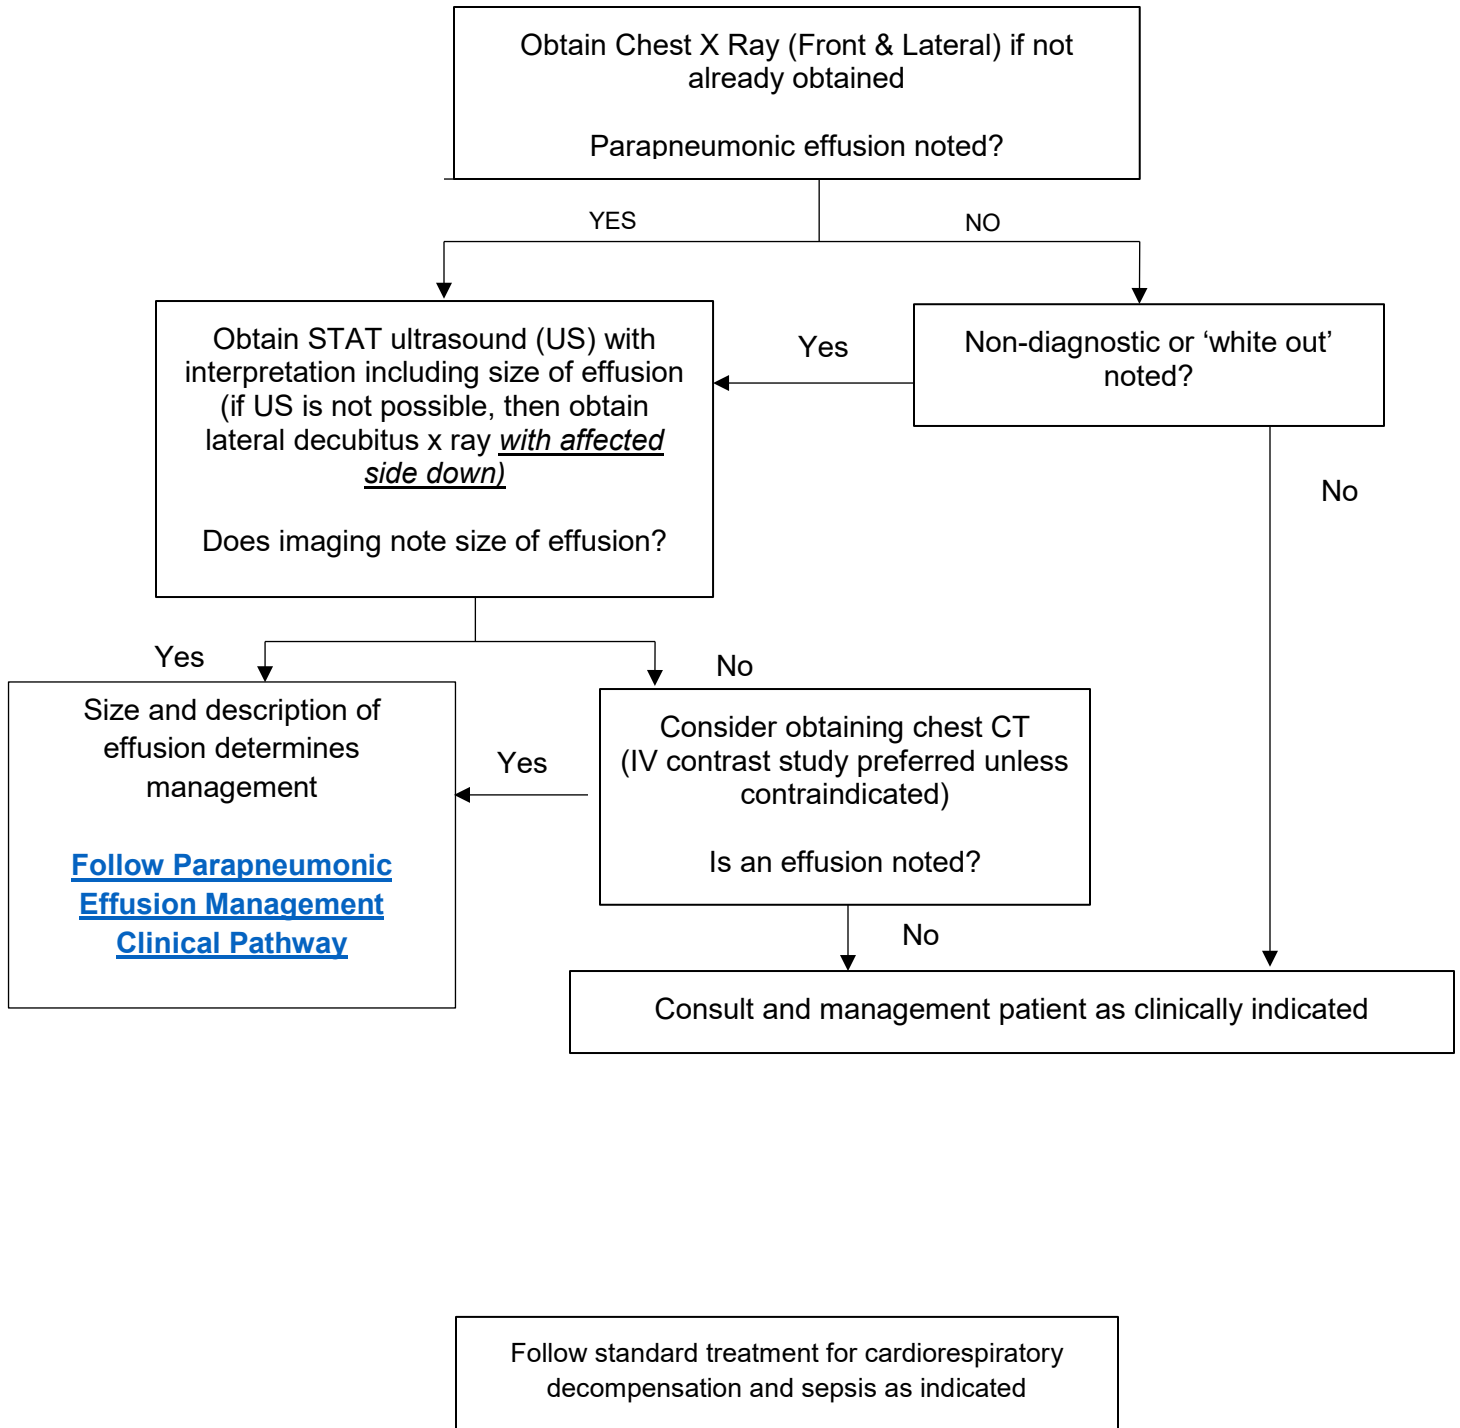 Obtain Chest X Ray (Front & Lateral) if not
already obtained
Parapneumonic effusion noted?
YES
NO
Obtain STAT ultrasound (US) with
interpretation including size of effusion
(if US is not possible, then obtain
lateral decubitus x ray with affected
side down)
Does imaging note size of effusion?
Yes
Non-diagnostic or ‘white out’
noted?
No
Yes
No
Size and description of
effusion determines
management
Follow Parapneumonic
Effusion Management
Clinical Pathway
Yes
Consider obtaining chest CT
(IV contrast study preferred unless
contraindicated)
Is an effusion noted?
No
Consult and management patient as clinically indicated
Follow standard treatment for cardiorespiratory
decompensation and sepsis as indicated